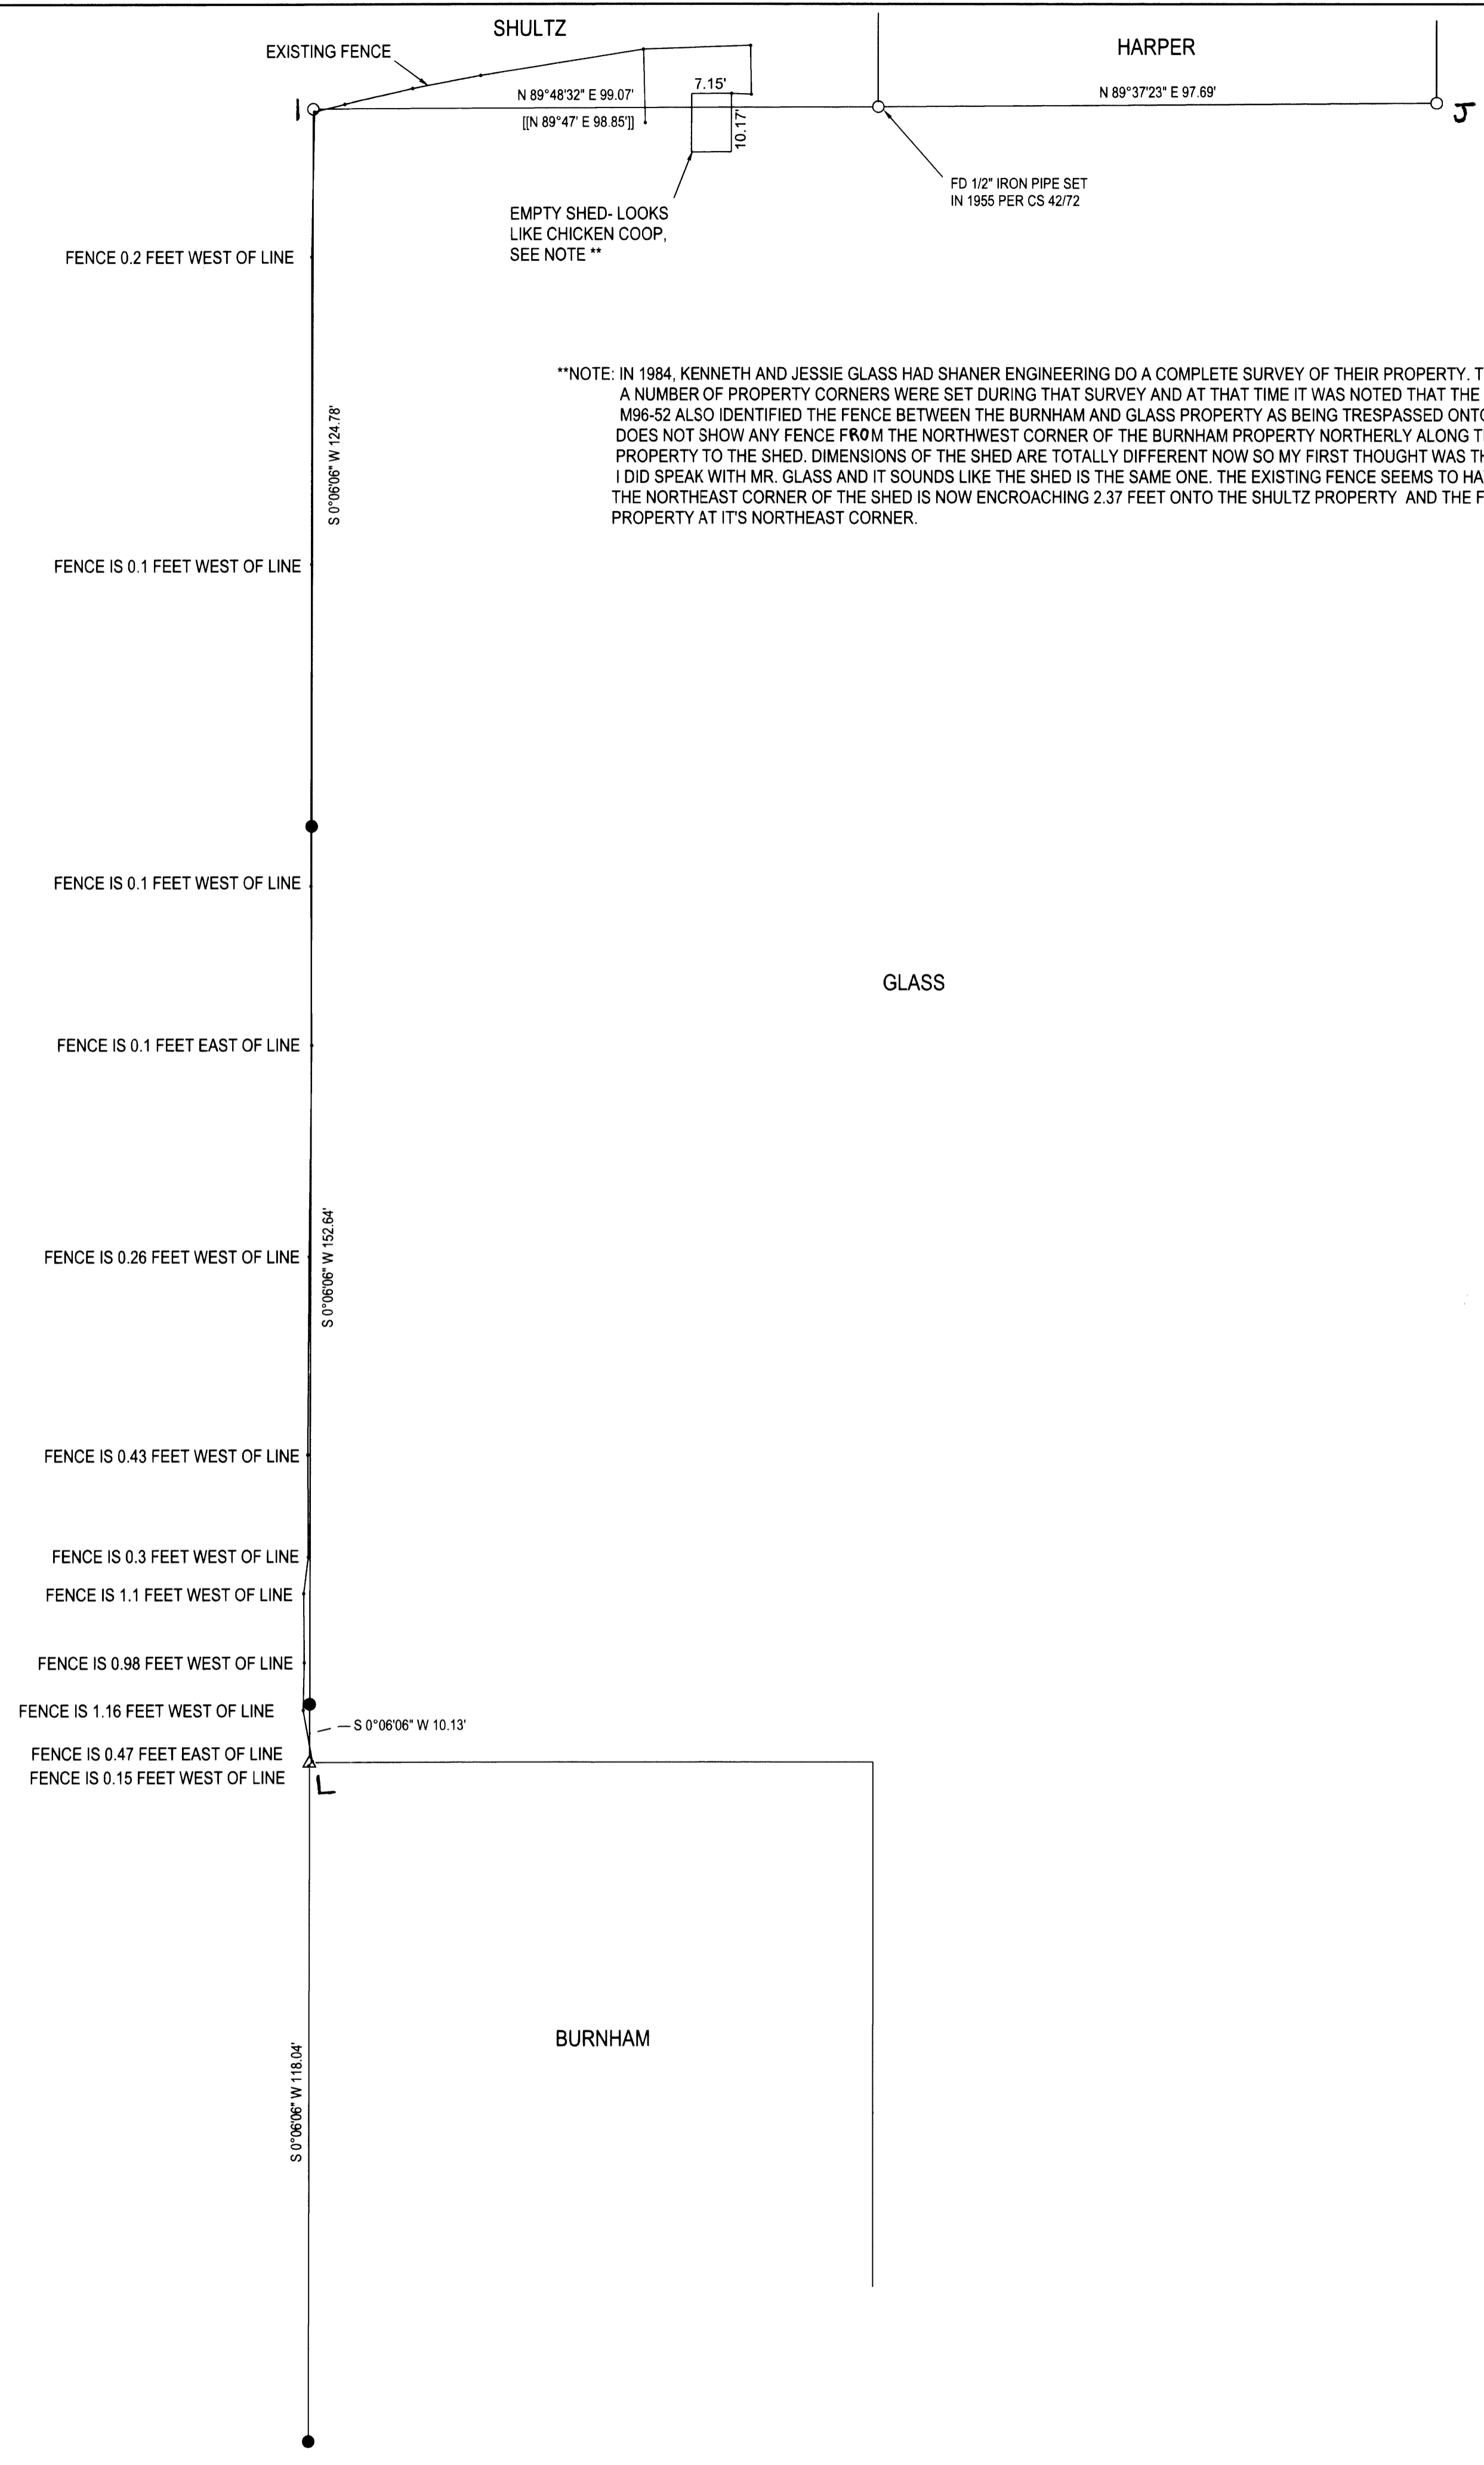 SHULTZ
HARPER
EXISTING FENCE
7.15'
N 89°48'32" E 99.07'
N 89°37'23" E 97.69'
I
J
[[N 89°47' E 98.85']]
10.17'
FD 1/2" IRON PIPE SET
IN 1955 PER CS 42/72
EMPTY SHED- LOOKS
LIKE CHICKEN COOP,
SEE NOTE **
FENCE 0.2 FEET WEST OF LINE
**NOTE: IN 1984, KENNETH AND JESSIE GLASS HAD SHANER ENGINEERING DO A COMPLETE SURVEY OF THEIR PROPERTY. T
A NUMBER OF PROPERTY CORNERS WERE SET DURING THAT SURVEY AND AT THAT TIME IT WAS NOTED THAT THE
M96-52 ALSO IDENTIFIED THE FENCE BETWEEN THE BURNHAM AND GLASS PROPERTY AS BEING TRESPASSED ONTO
DOES NOT SHOW ANY FENCE FROM THE NORTHWEST CORNER OF THE BURNHAM PROPERTY NORTHERLY ALONG T
PROPERTY TO THE SHED. DIMENSIONS OF THE SHED ARE TOTALLY DIFFERENT NOW SO MY FIRST THOUGHT WAS TH
I DID SPEAK WITH MR. GLASS AND IT SOUNDS LIKE THE SHED IS THE SAME ONE. THE EXISTING FENCE SEEMS TO HA
THE NORTHEAST CORNER OF THE SHED IS NOW ENCROACHING 2.37 FEET ONTO THE SHULTZ PROPERTY AND THE F
PROPERTY AT IT'S NORTHEAST CORNER.
S 0°06'06" W 124.78'
FENCE IS 0.1 FEET WEST OF LINE
FENCE IS 0.1 FEET WEST OF LINE
GLASS
FENCE IS 0.1 FEET EAST OF LINE
FENCE IS 0.26 FEET WEST OF LINE
S 0°06'06" W 152.64'
FENCE IS 0.43 FEET WEST OF LINE
FENCE IS 0.3 FEET WEST OF LINE
FENCE IS 1.1 FEET WEST OF LINE
FENCE IS 0.98 FEET WEST OF LINE
FENCE IS 1.16 FEET WEST OF LINE
S 0°06'06" W 10.13'
FENCE IS 0.47 FEET EAST OF LINE
FENCE IS 0.15 FEET WEST OF LINE
L
BURNHAM
S 0°06'06" W 118.04'